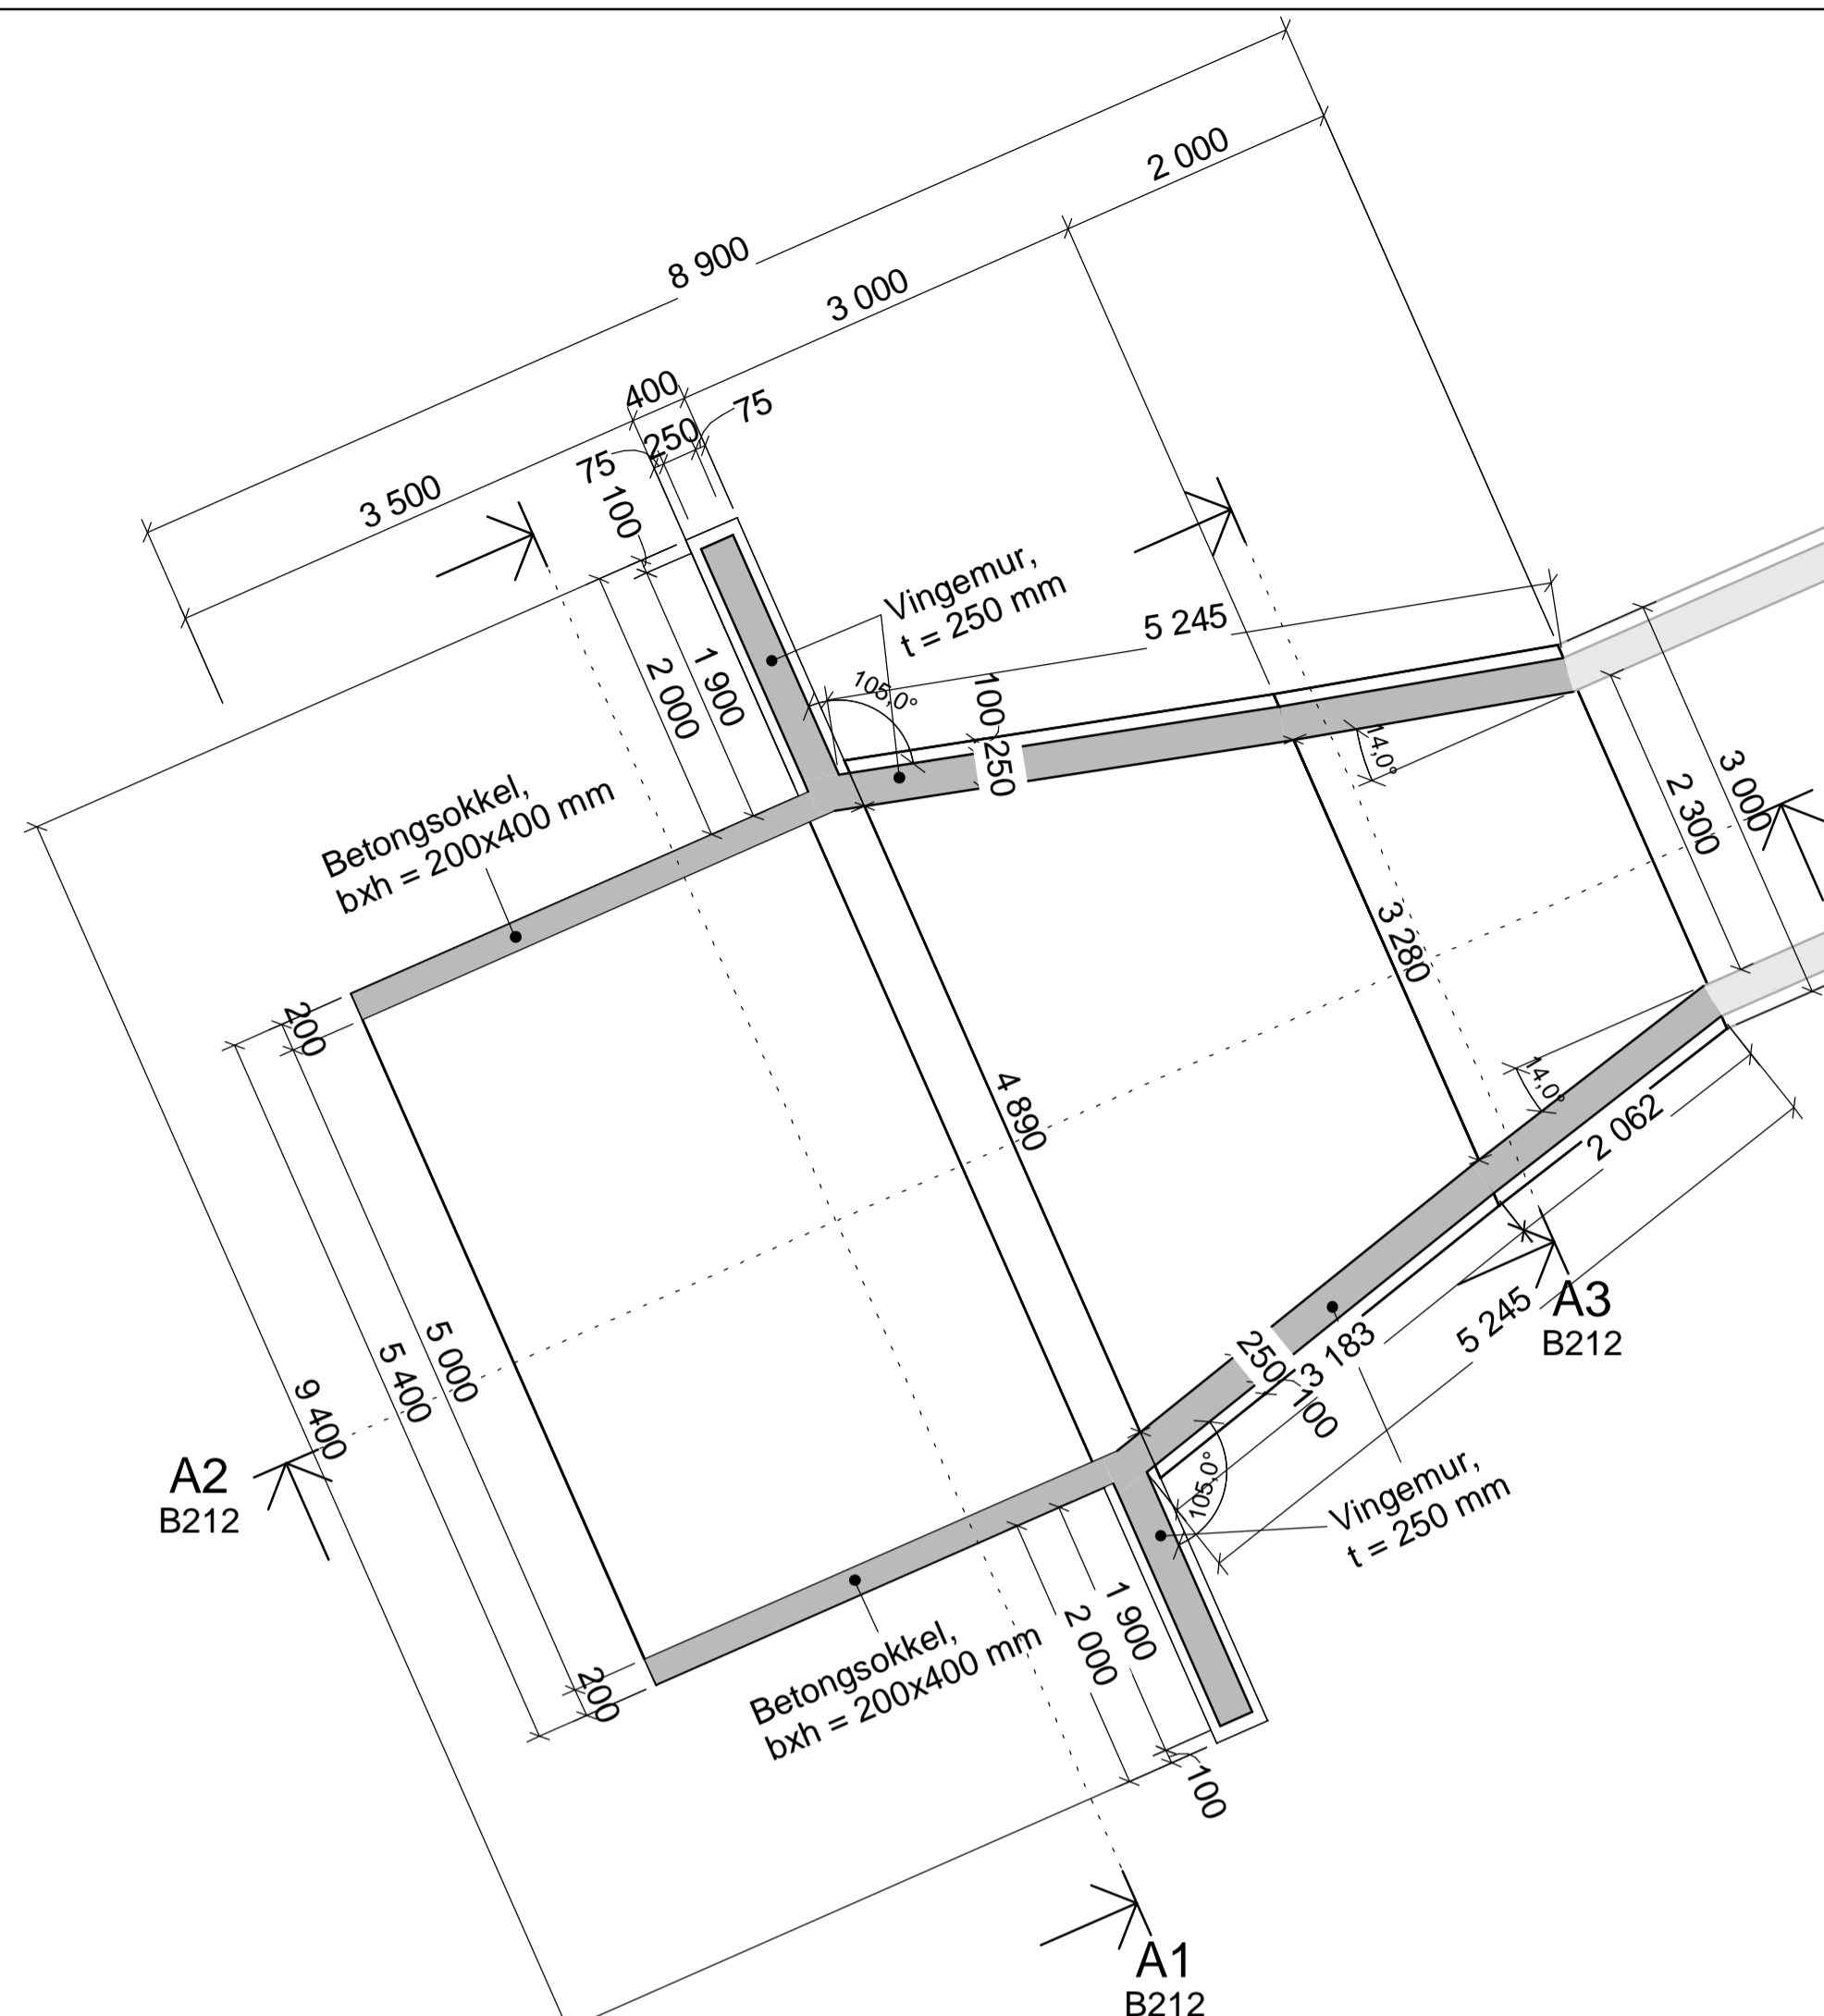 2 000
8 900
3 000
400
75
250
75
3 500
100
Vingemur,
t = 250 mm
5 245
2 000
1 900
105,0°
100
250
14,0°
3 000
2 300
Betongsokkel,
bxh = 200x400 mm
3 280
200
4 890
14,0°
2 062
A3
B212
5 245
3 183
250
100
5 000
5 400
9 400
A2
B212
105,0°
Vingemur,
t = 250 mm
1 900
2 000
Betongsokkel,
bxh = 200x400 mm
200
100
A1
B212